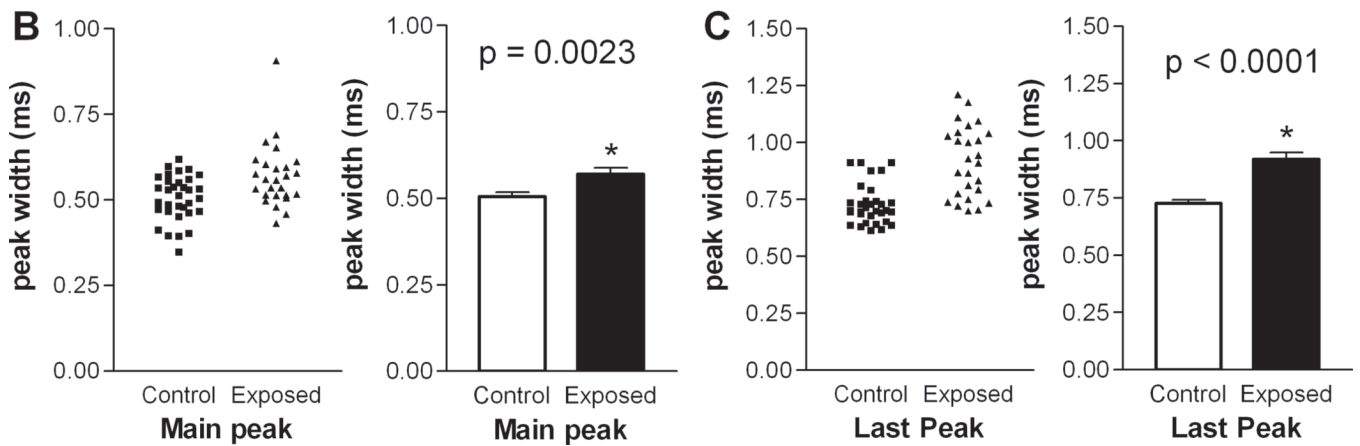 B
peak width (ms)
1.00
0.75
0.50
0.25
0.00
Control Exposed
Main peak
peak width (ms)
1.00
0.75
0.50
0.25
0.00
p = 0.0023
*
Control Exposed
Main peak
C
peak width (ms)
1.50
1.25
1.00
0.75
0.50
0.25
0.00
Control Exposed
Last Peak
peak width (ms)
1.50
1.25
1.00
0.75
0.50
0.25
0.00
p < 0.0001
*
Control Exposed
Last Peak